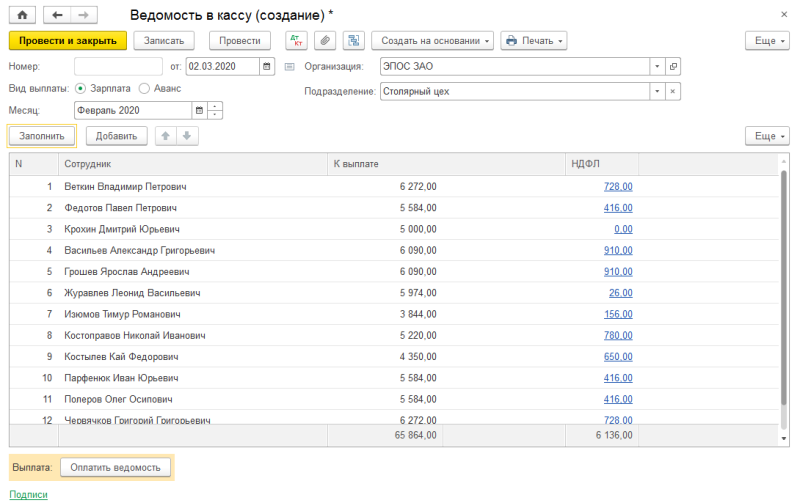 Ведомость в кассу (создание) *
Провести и закрыть Записать Провести Дт Кт Создать на основании Печать Еще
Номер: от: 02.03.2020 Организация: ЭПОС ЗАО
Вид выплаты: Зарплата Аванс Подразделение: Столярный цех
Месяц: Февраль 2020
Заполнить Добавить Еще
N Сотрудник К выплате НДФЛ
1 Веткин Владимир Петрович 6 272,00 728,00
2 Федотов Павел Петрович 5 584,00 416,00
3 Крохин Дмитрий Юрьевич 5 000,00 0,00
4 Васильев Александр Григорьевич 6 090,00 910,00
5 Грошев Ярослав Андреевич 6 090,00 910,00
6 Журавлев Леонид Васильевич 5 974,00 26,00
7 Изюмов Тимур Романович 3 844,00 156,00
8 Костоправов Николай Иванович 5 220,00 780,00
9 Костылев Кай Федорович 4 350,00 650,00
10 Парфенюк Иван Юрьевич 5 584,00 416,00
11 Поперов Олег Осипович 5 584,00 416,00
12 Червячков Григорий Григорьевич 6 272,00 728,00
65 864,00 6 136,00
Выплата: Оплатить ведомость
Подписи